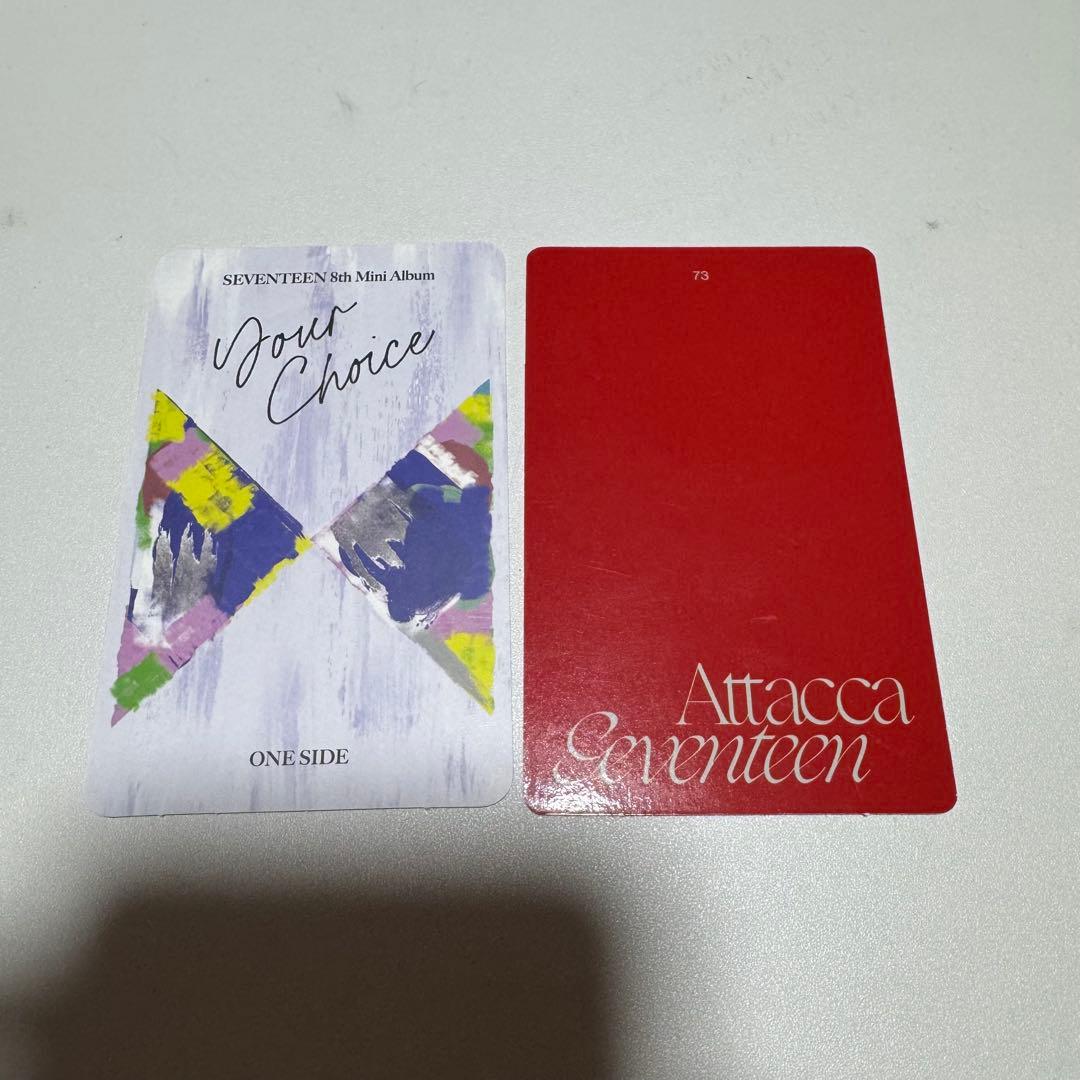 SEVENTEEN 8th Mini Album
Your
Choice
ONE SIDE
73
Attacca
Seventeen